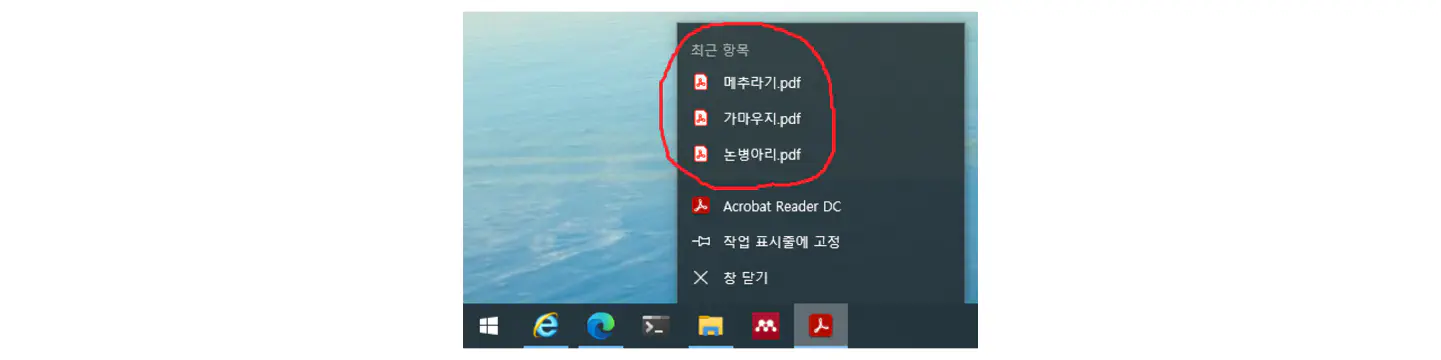 최근 항목
메추라기.pdf
가마우지.pdf
논병아리.pdf
Acrobat Reader DC
작업 표시줄에 고정
창 닫기